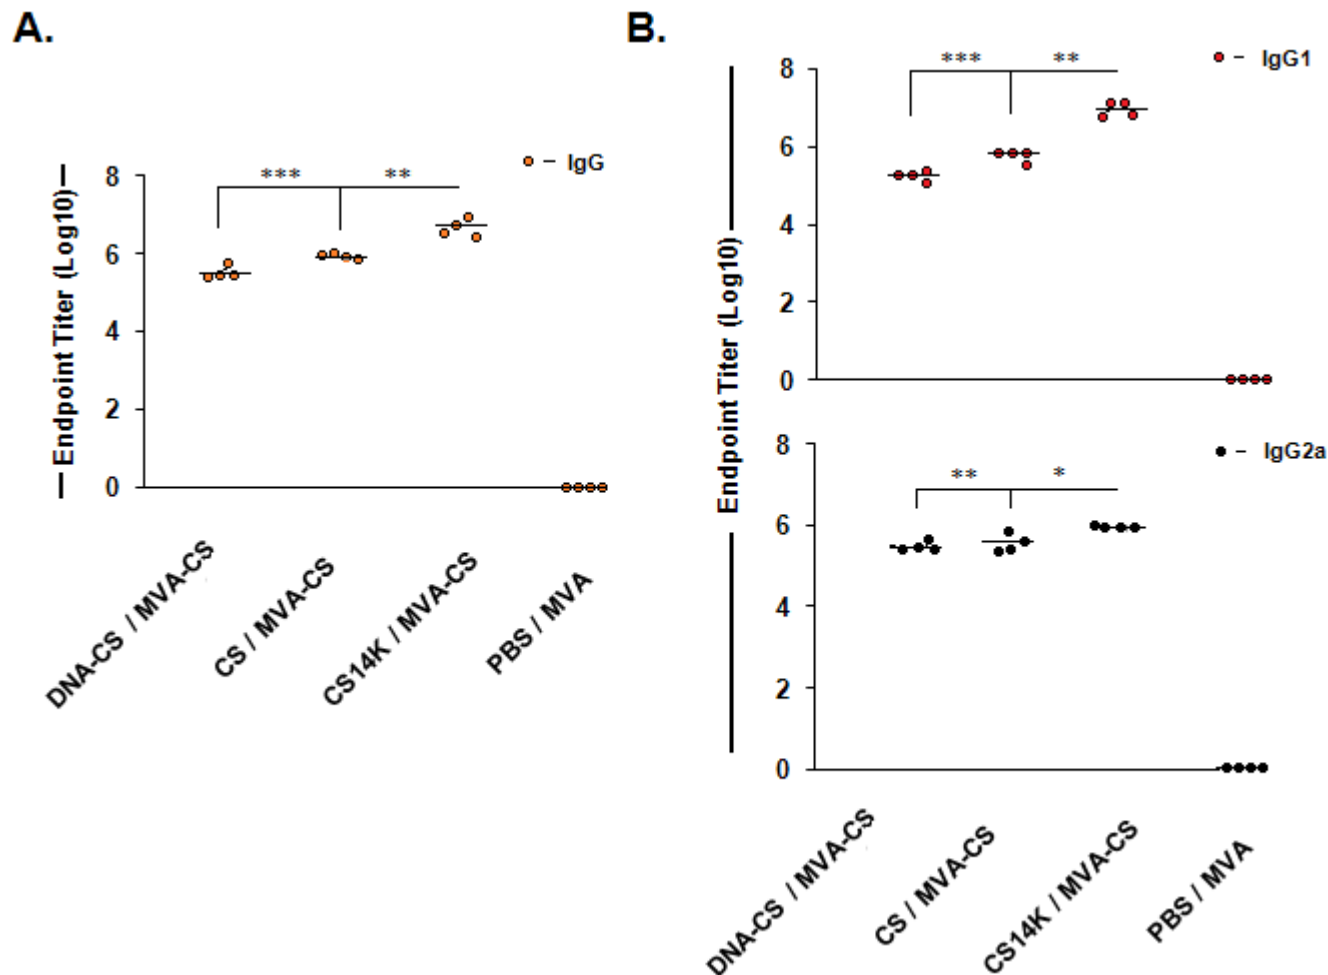 A.
B.
— Endpoint Titer (Log10) —
8
6
4
2
0
*** **
– IgG
DNA-CS / MVA-CS
CS / MVA-CS
CS14K / MVA-CS
PBS / MVA
Endpoint Titer (Log10)
8
6
4
2
0
*** **
– IgG1
8
6
4
2
0
** *
– IgG2a
DNA-CS / MVA-CS
CS / MVA-CS
CS14K / MVA-CS
PBS / MVA